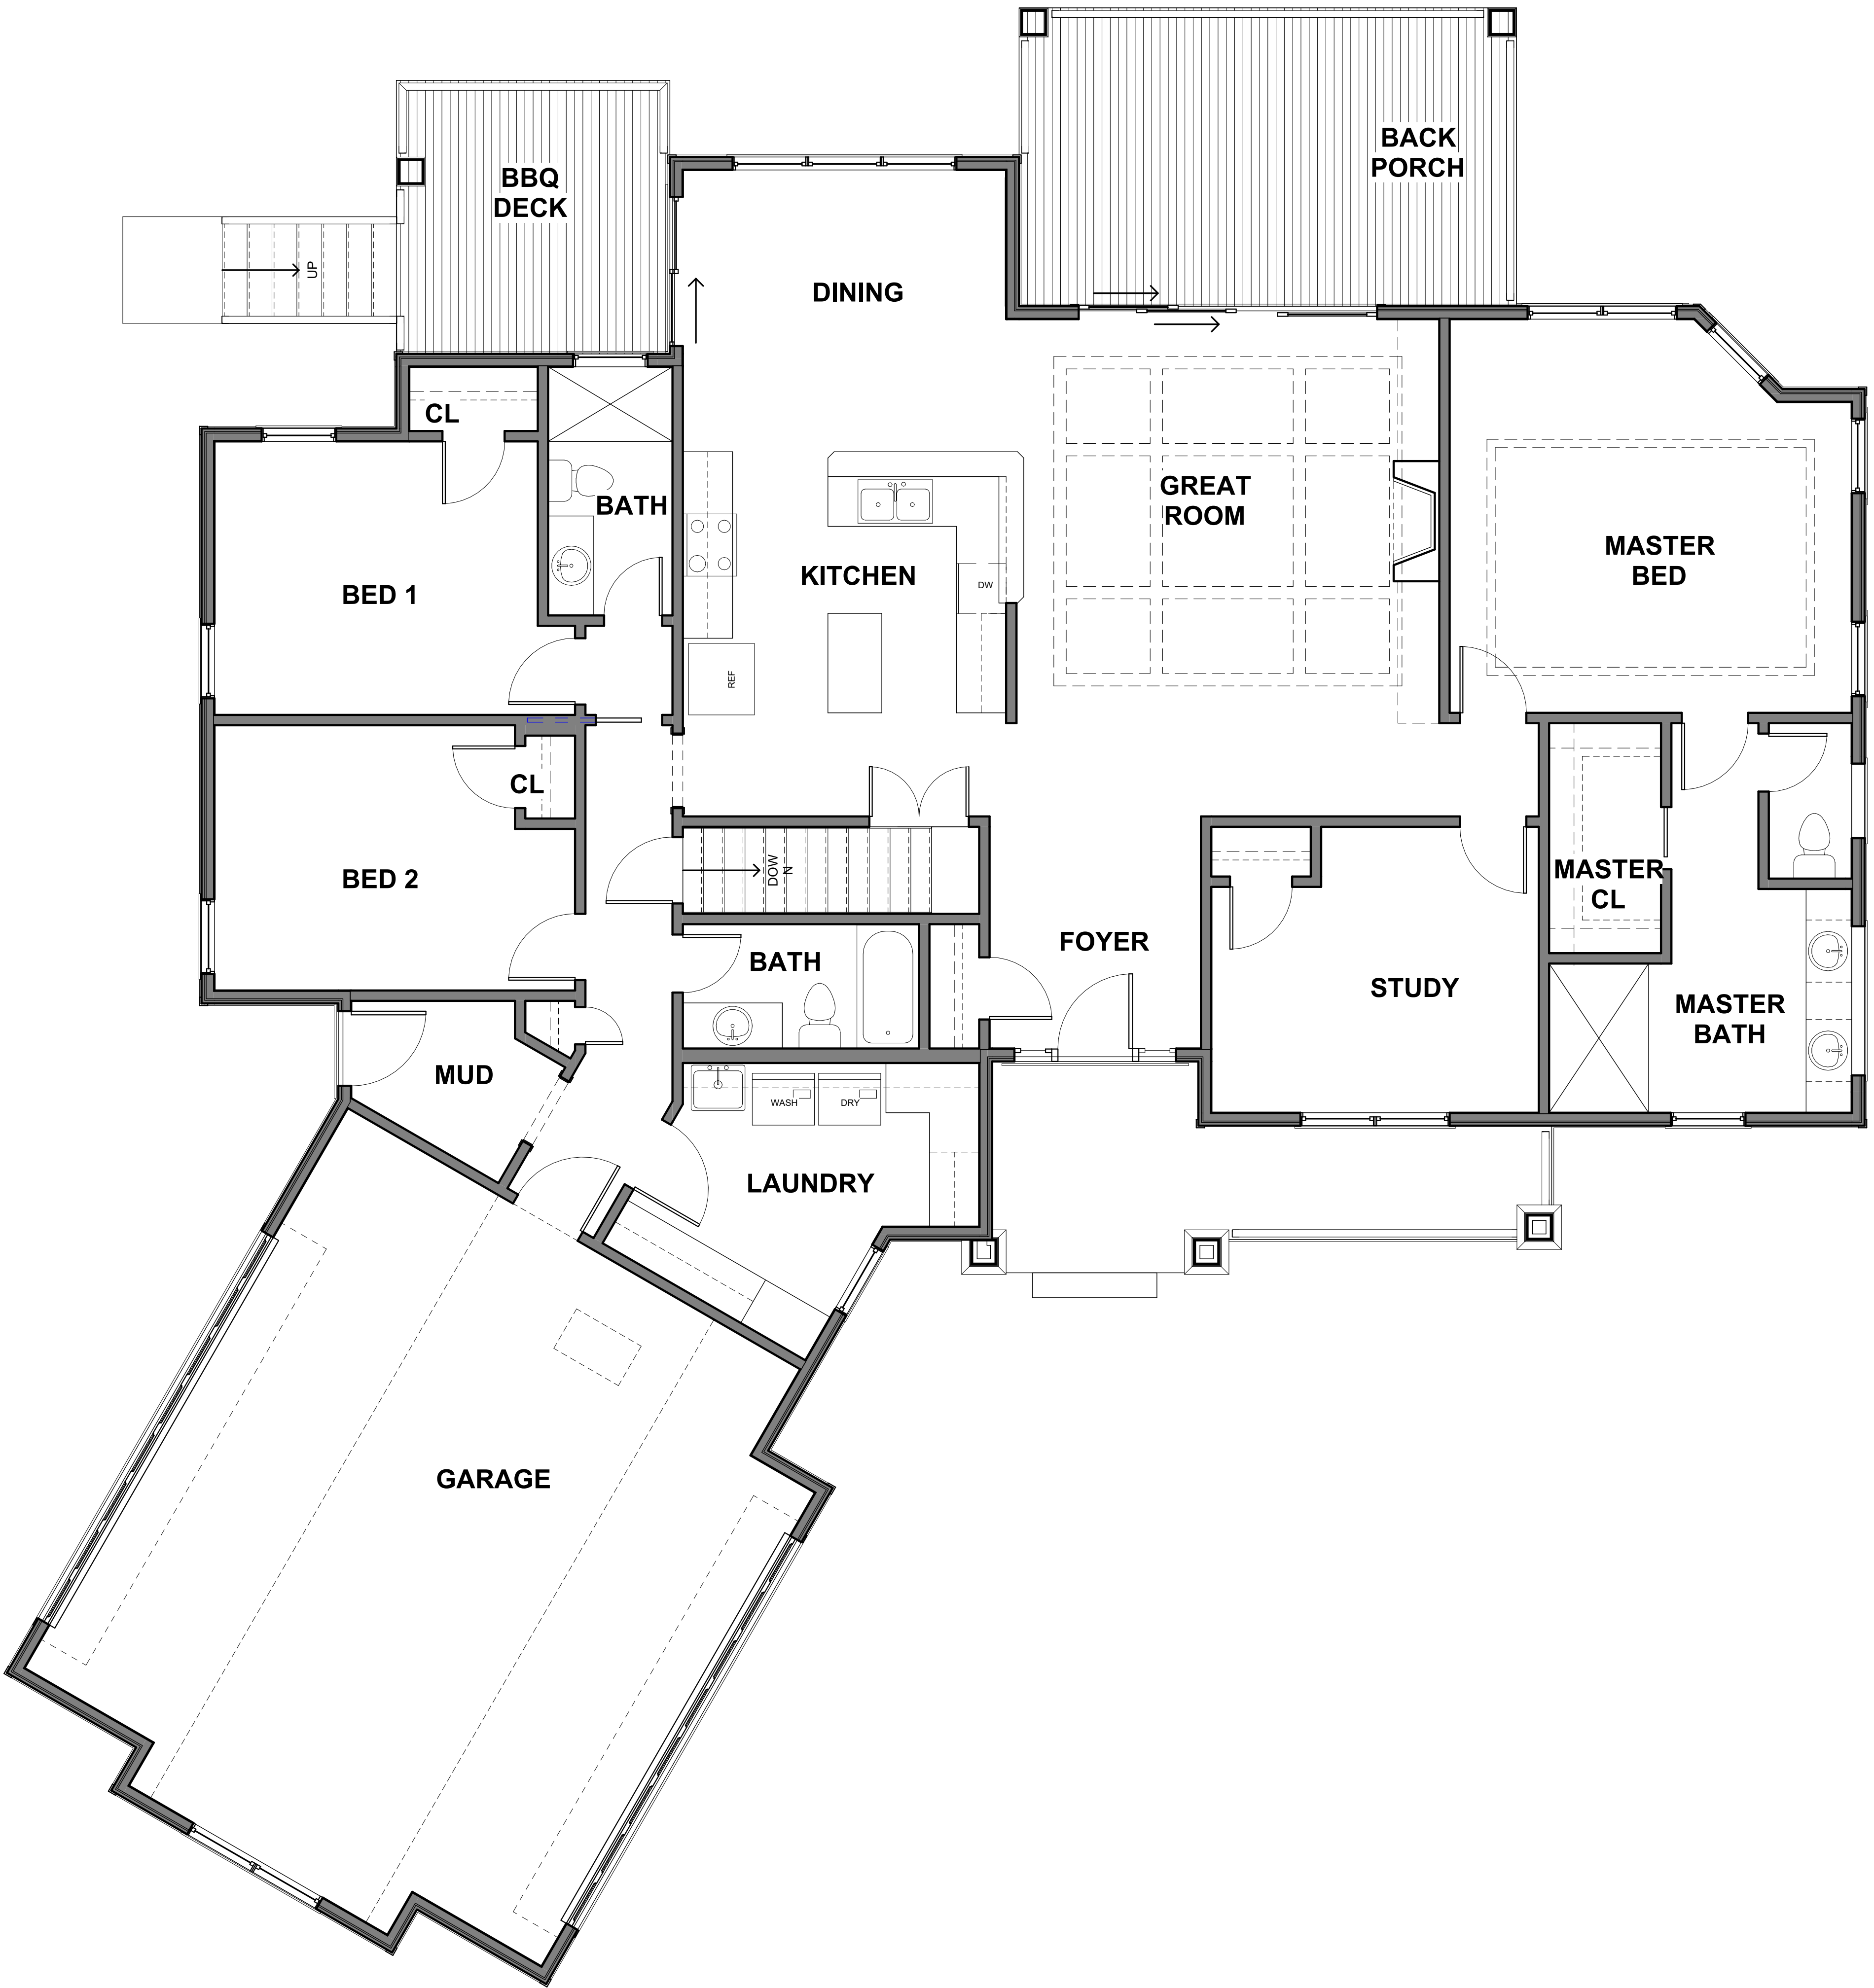 BACK
PORCH
BBQ
DECK
UP
DINING
CL
GREAT
ROOM
BATH
MASTER
BED
KITCHEN
DW
BED 1
REF
CL
BED 2
DOW
N
MASTER
CL
FOYER
BATH
STUDY
MASTER
BATH
MUD
WASH
DRY
LAUNDRY
GARAGE